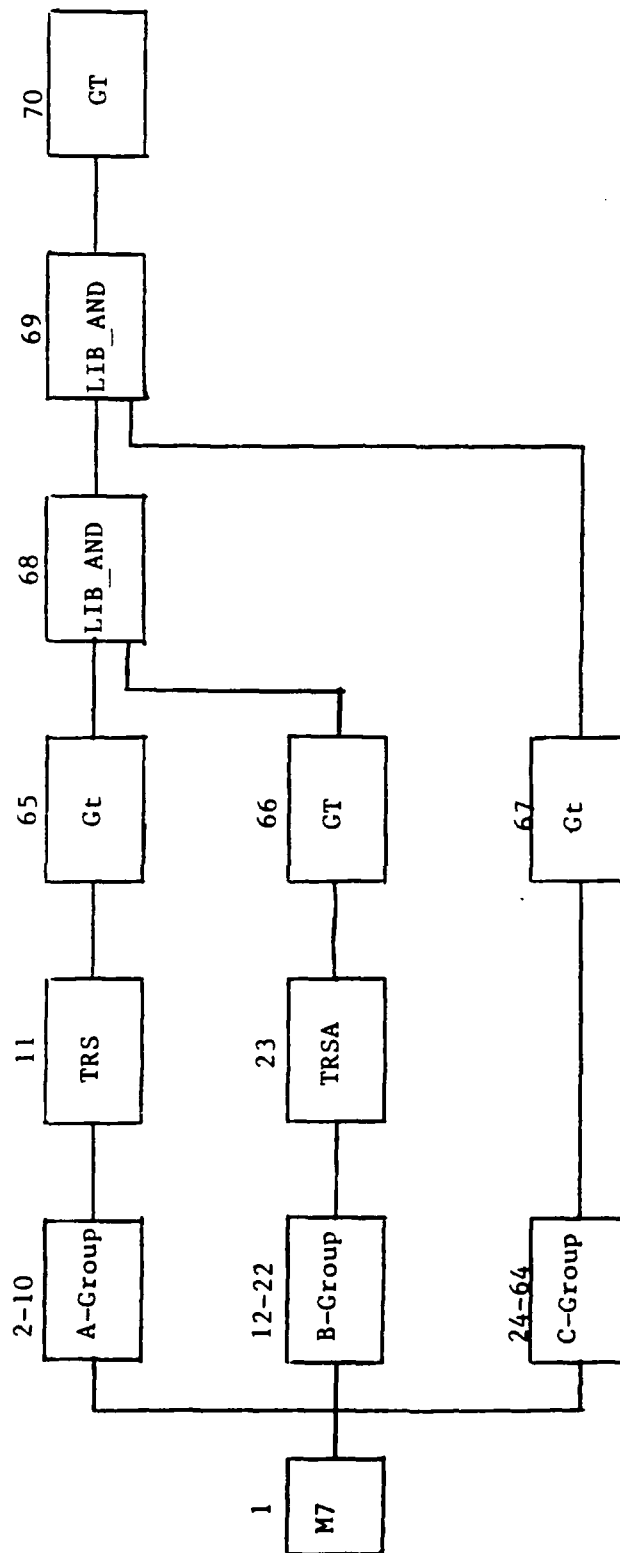 1
M7
2-10
A-Group
11
TRS
65
Gt
68
LIB_AND
69
LIB_AND
70
GT
12-22
B-Group
23
TRSA
66
GT
24-64
C-Group
67
Gt